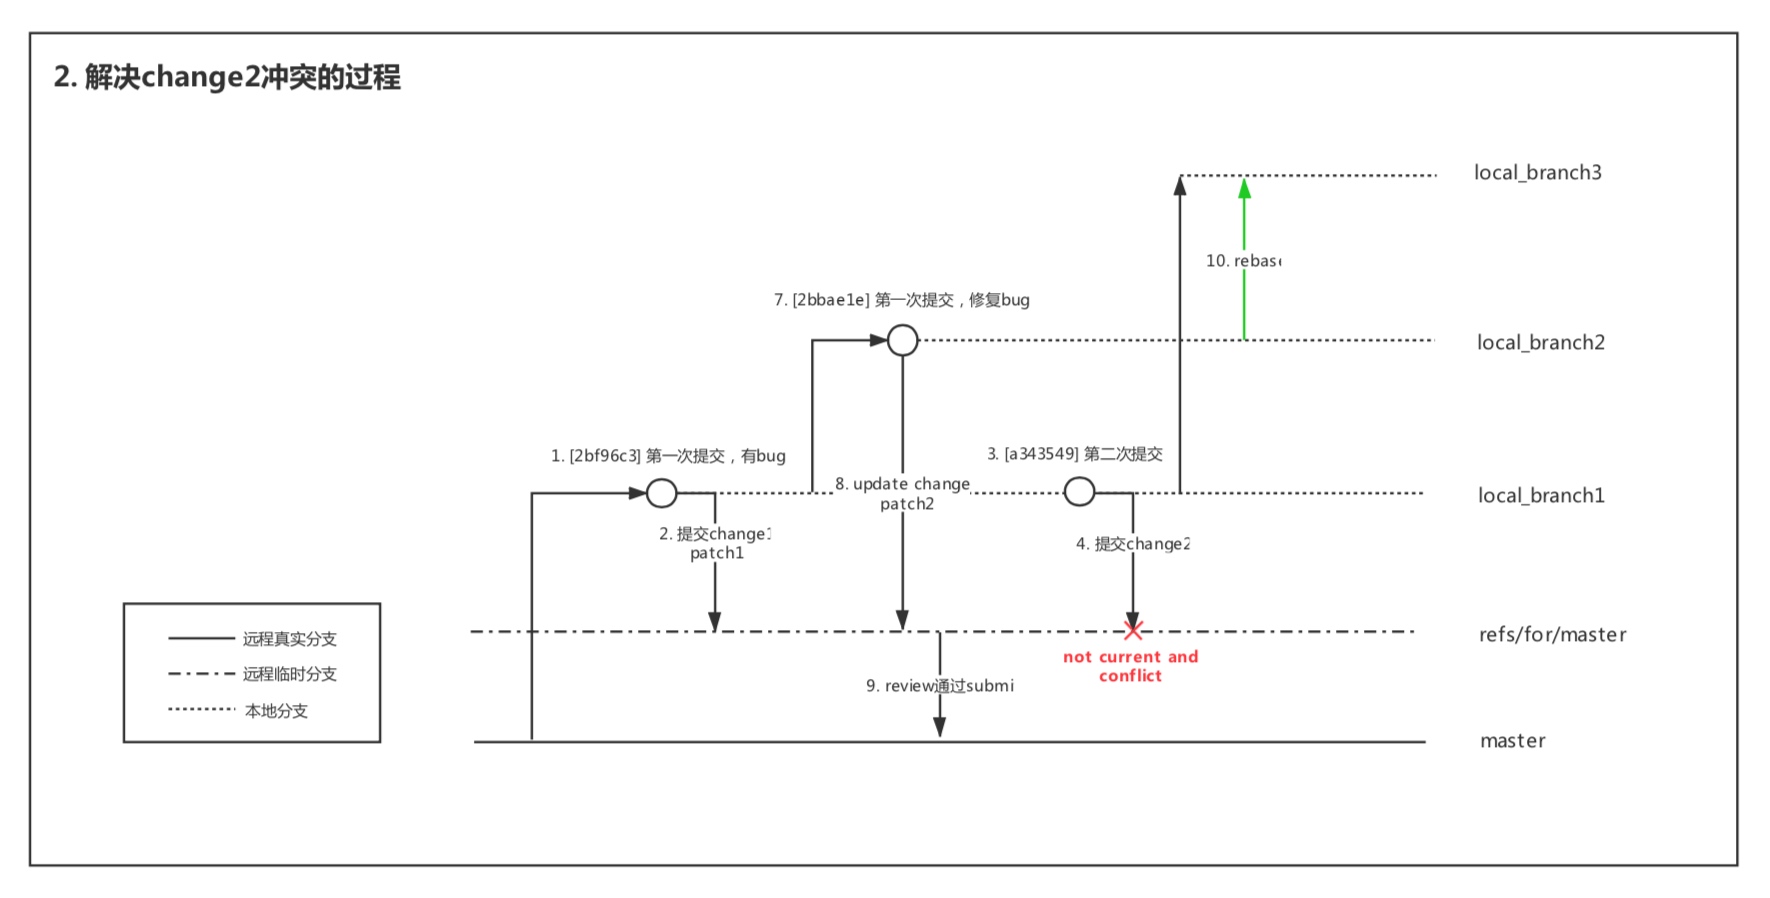 2. 解决change2冲突的过程
local_branch3
10. rebas
7. [2bbae1e] 第一次提交，修复bug
local_branch2
1. [2bf96c3] 第一次提交，有bug
3. [a343549] 第二次提交
8. update change
patch2
local_branch1
2. 提交change1
patch1
4. 提交change2
远程真实分支
refs/for/master
远程临时分支
not current and
conflict
9. review通过submi
本地分支
master